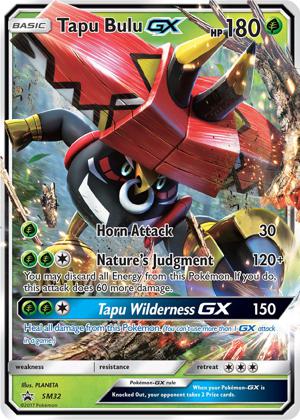 BASIC Tapu Bulu GX HP 180
Horn Attack 30
Nature's Judgment 120+
You may discard all Energy from this Pokémon. If you do,
this attack does 60 more damage.
Tapu Wilderness GX 150
Heal all damage from this Pokémon. (You can't use more than 1 GX attack
in a game.)
weakness resistance retreat
Illus. PLANETA
SM32
©2017 Pokémon
Pokémon-GX rule
When your Pokémon-GX is
Knocked Out, your opponent takes 2 Prize cards.